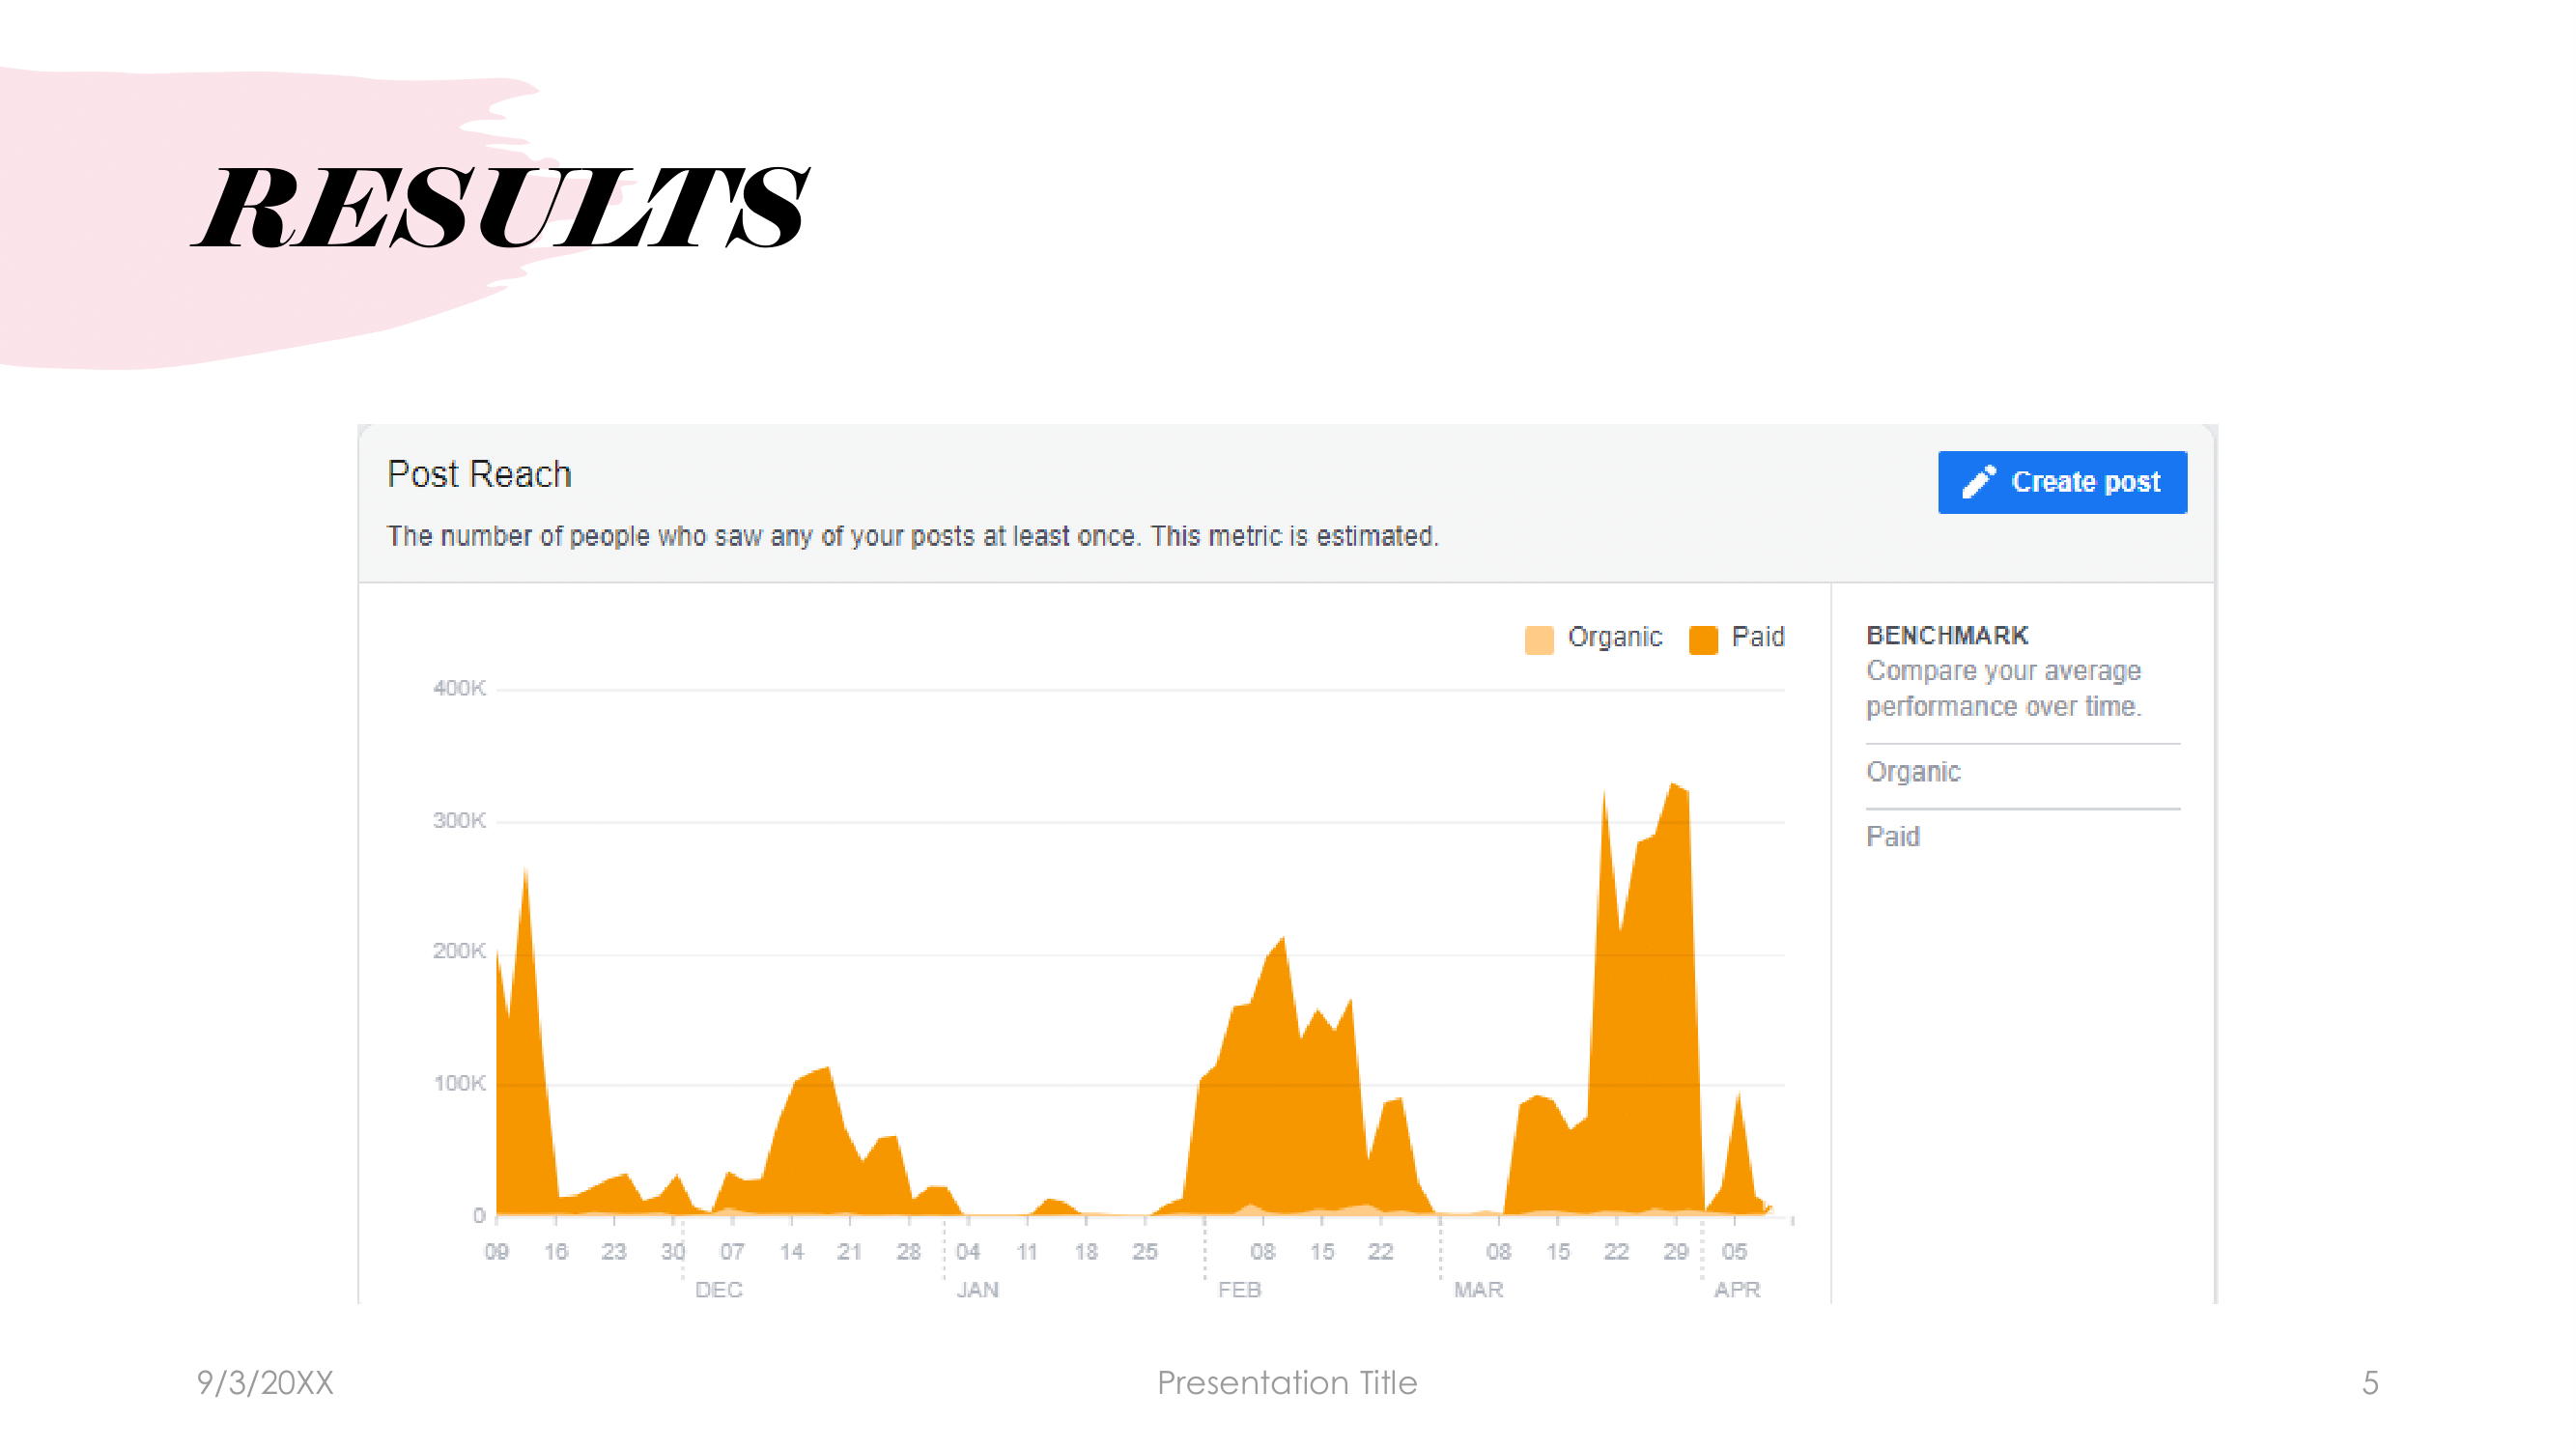 RESULTS
Post Reach
Create post
The number of people who saw any of your posts at least once. This metric is estimated.
Organic Paid
BENCHMARK
Compare your average
performance over time.
Organic
Paid
400K
300K
200K
100K
0
09 16 23 30 07 14 21 28 04 11 18 25 08 15 22 08 15 22 29 05
DEC JAN FEB MAR APR
9/3/20XX Presentation Title 5